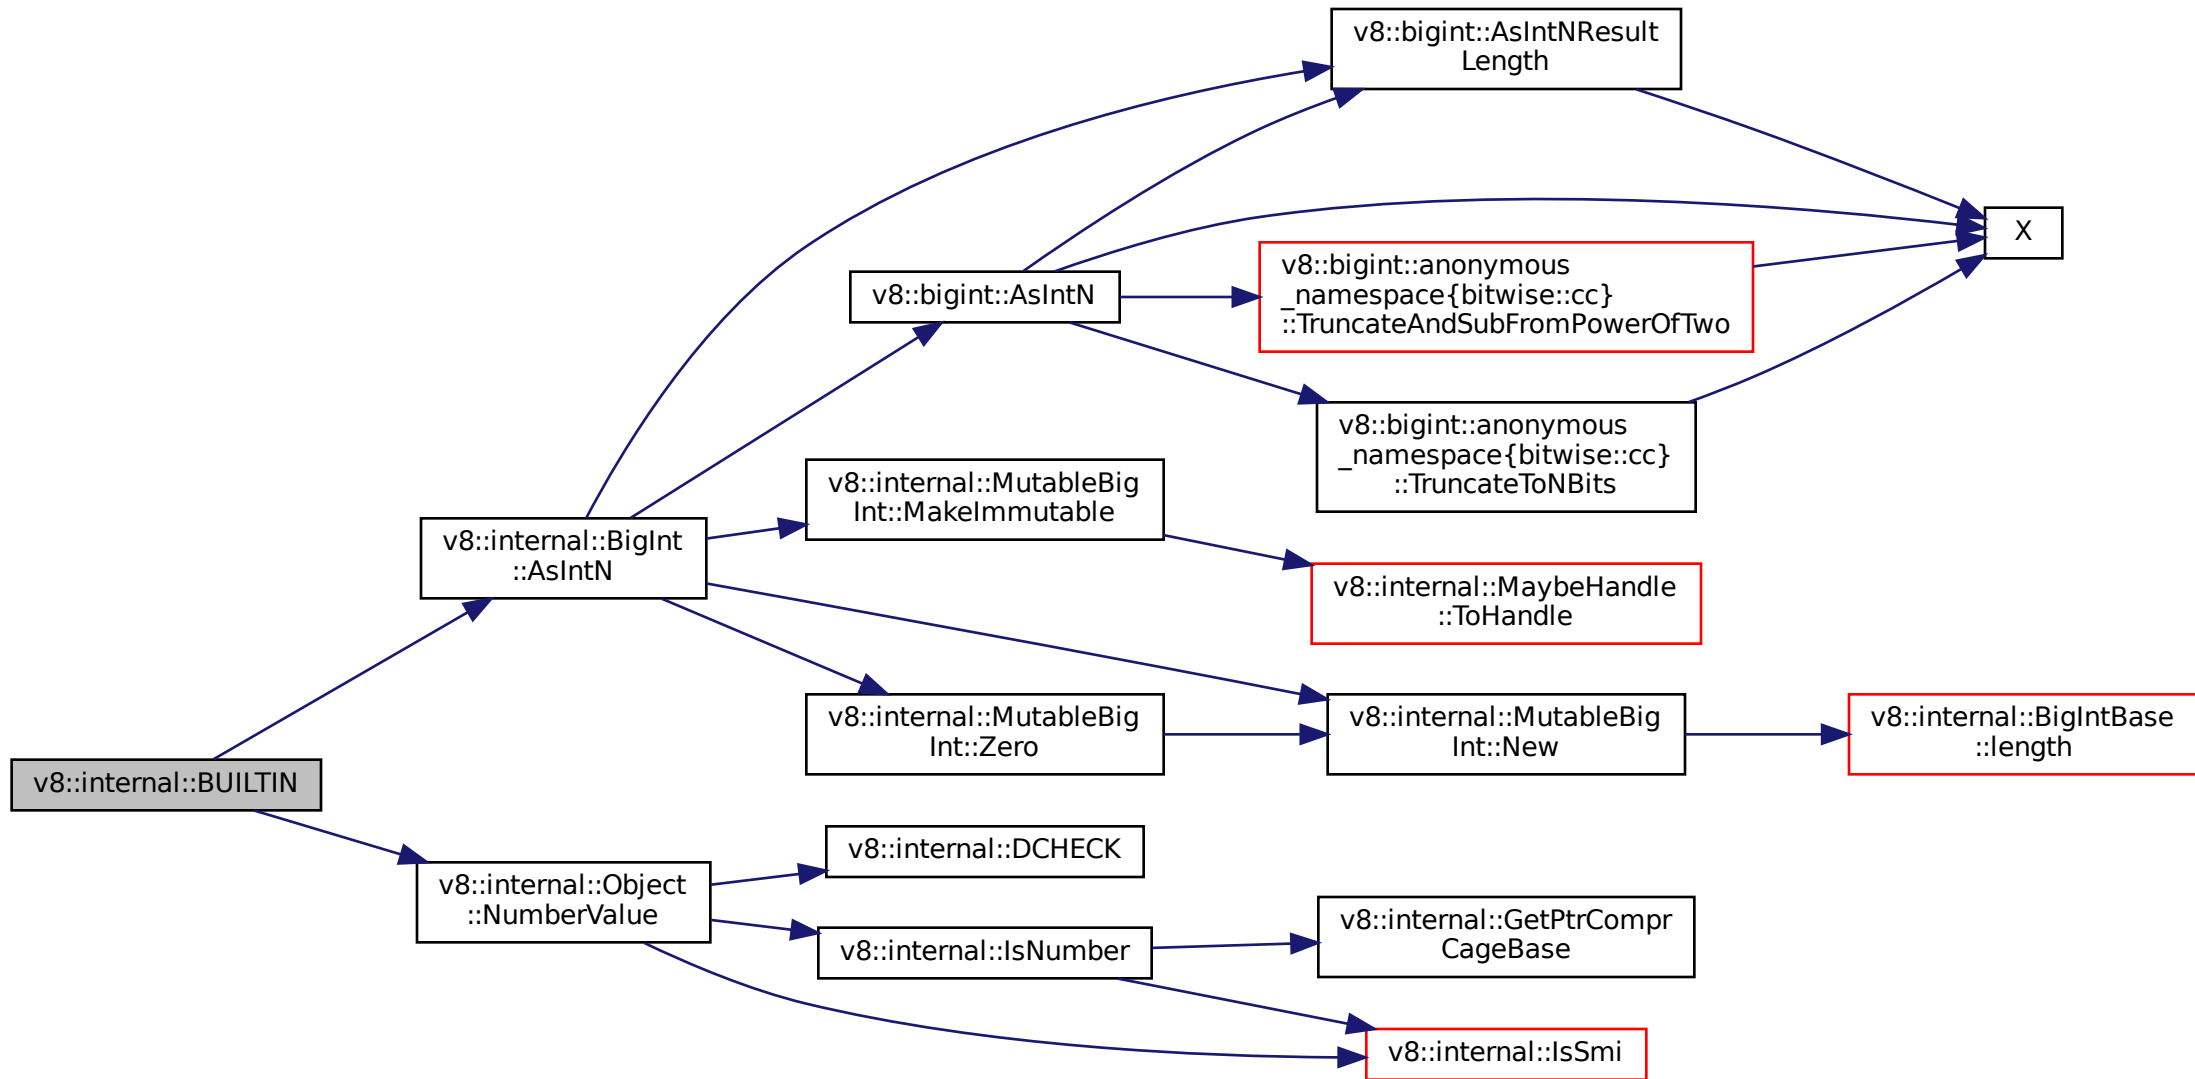 v8::bigint::AsIntNResult
Length
X
v8::bigint::anonymous
_namespace{bitwise::cc}
::TruncateAndSubFromPowerOfTwo
v8::bigint::AsIntN
v8::bigint::anonymous
_namespace{bitwise::cc}
::TruncateToNBits
v8::internal::MutableBig
Int::MakeImmutable
v8::internal::BigInt
::AsIntN
v8::internal::MaybeHandle
::ToHandle
v8::internal::MutableBig
Int::Zero
v8::internal::MutableBig
Int::New
v8::internal::BigIntBase
::length
v8::internal::BUILTIN
v8::internal::DCHECK
v8::internal::Object
::NumberValue
v8::internal::IsNumber
v8::internal::GetPtrCompr
CageBase
v8::internal::IsSmi